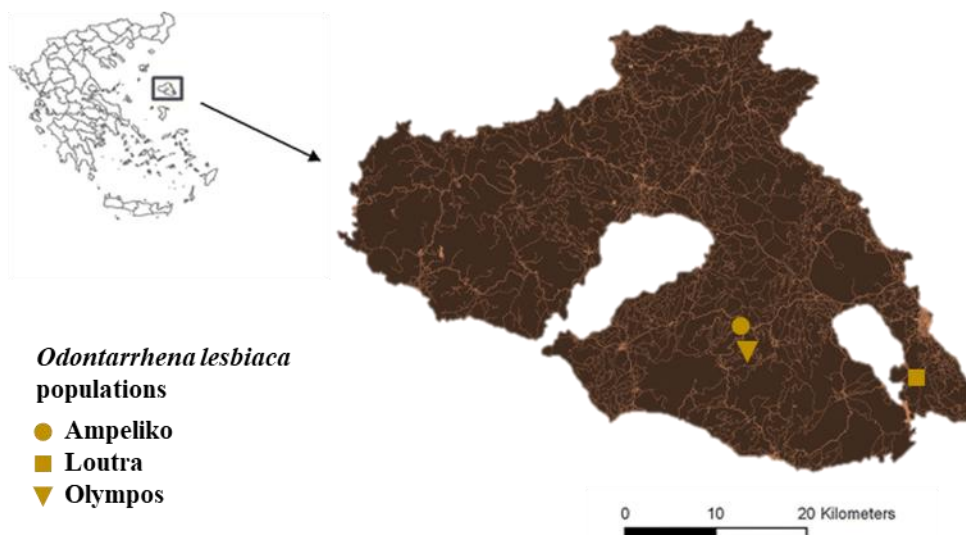 Odontarrhena lesbiaca
populations
Ampeliko
Loutra
Olympos
0 10 20 Kilometers